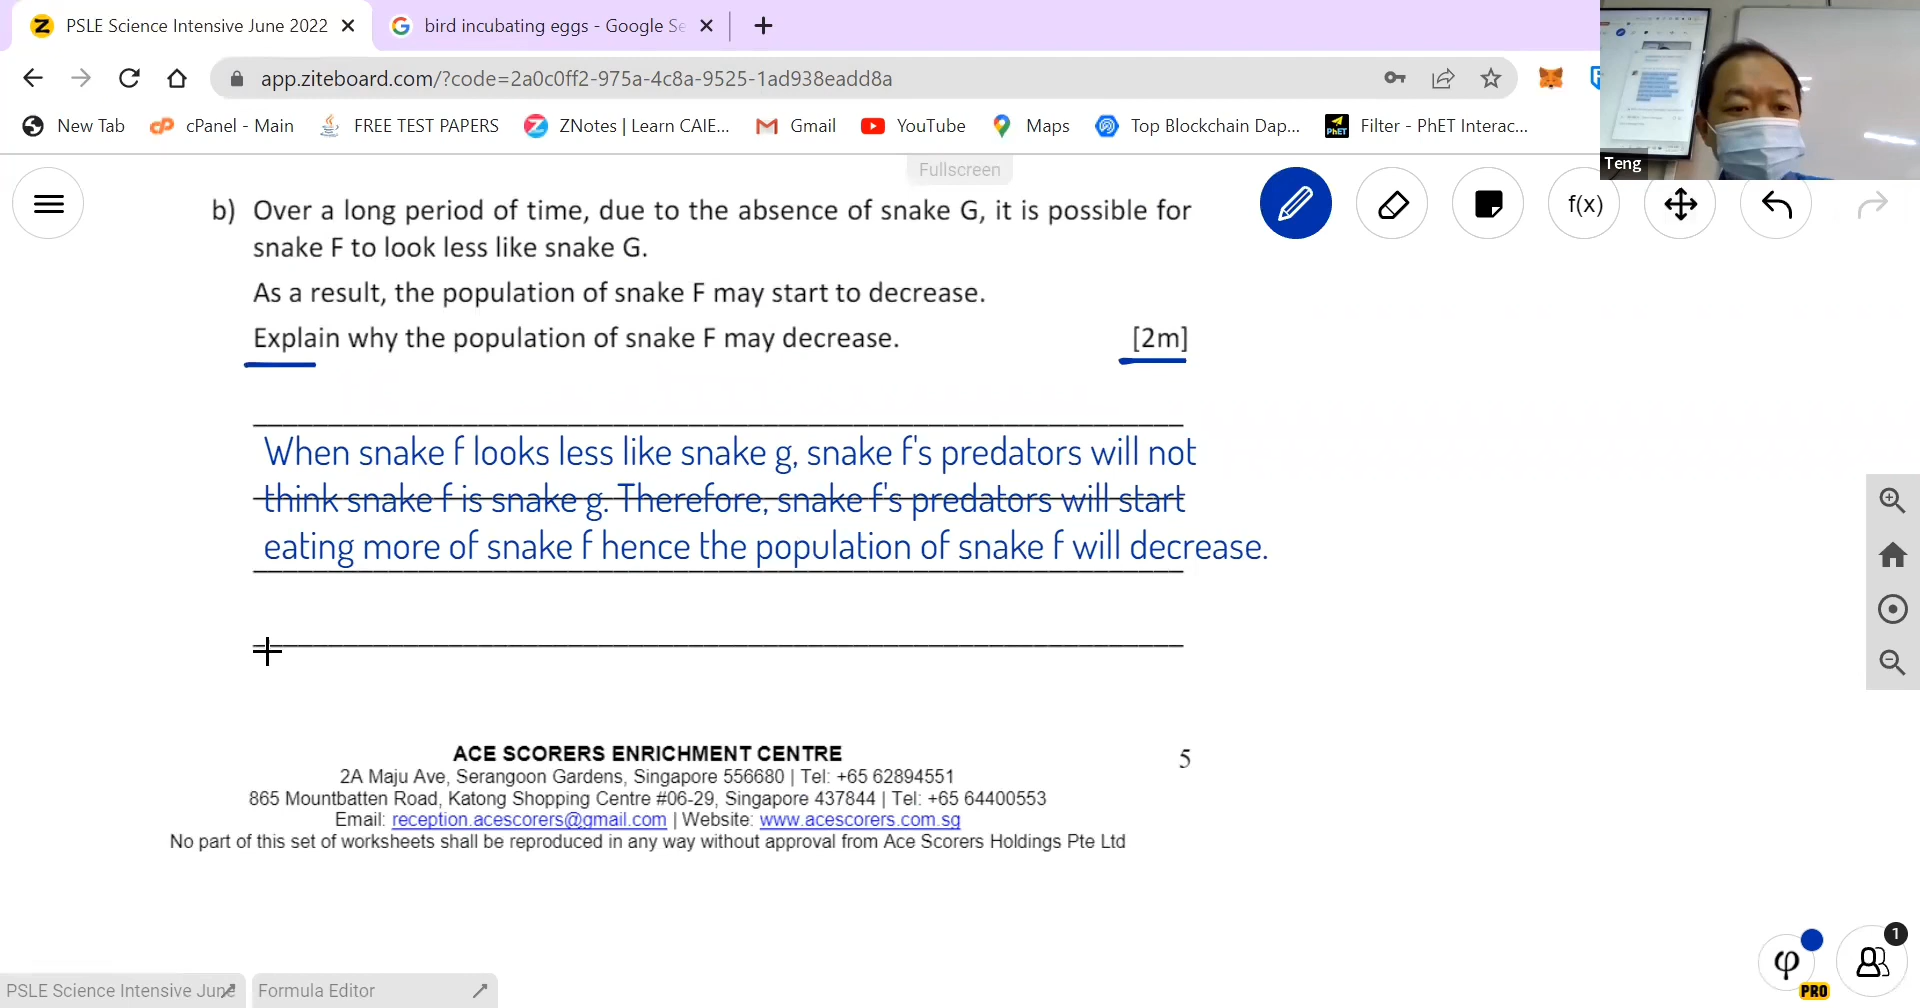 PSLE Science Intensive June 2022
bird incubating eggs - Google Se
app.ziteboard.com/?code=2a0c0ff2-975a-4c8a-9525-1ad938eadd8a
New Tab cPanel - Main FREE TEST PAPERS ZNotes | Learn CAIE... Gmail YouTube Maps Top Blockchain Dap... Filter - PhET Interac...
Teng
Fullscreen
f(x)
b) Over a long period of time, due to the absence of snake G, it is possible for
snake F to look less like snake G.
As a result, the population of snake F may start to decrease.
Explain why the population of snake F may decrease. [2m]
When snake f looks less like snake g, snake f's predators will not
think snake f is snake g. Therefore, snake f's predators will start
eating more of snake f hence the population of snake f will decrease.
ACE SCORERS ENRICHMENT CENTRE 5
2A Maju Ave, Serangoon Gardens, Singapore 556680 | Tel: +65 62894551
865 Mountbatten Road, Katong Shopping Centre #06-29, Singapore 437844 | Tel: +65 64400553
Email: reception.acescorers@gmail.com | Website: www.acescorers.com.sg
No part of this set of worksheets shall be reproduced in any way without approval from Ace Scorers Holdings Pte Ltd
1
φ
PRO
PSLE Science Intensive June
Formula Editor